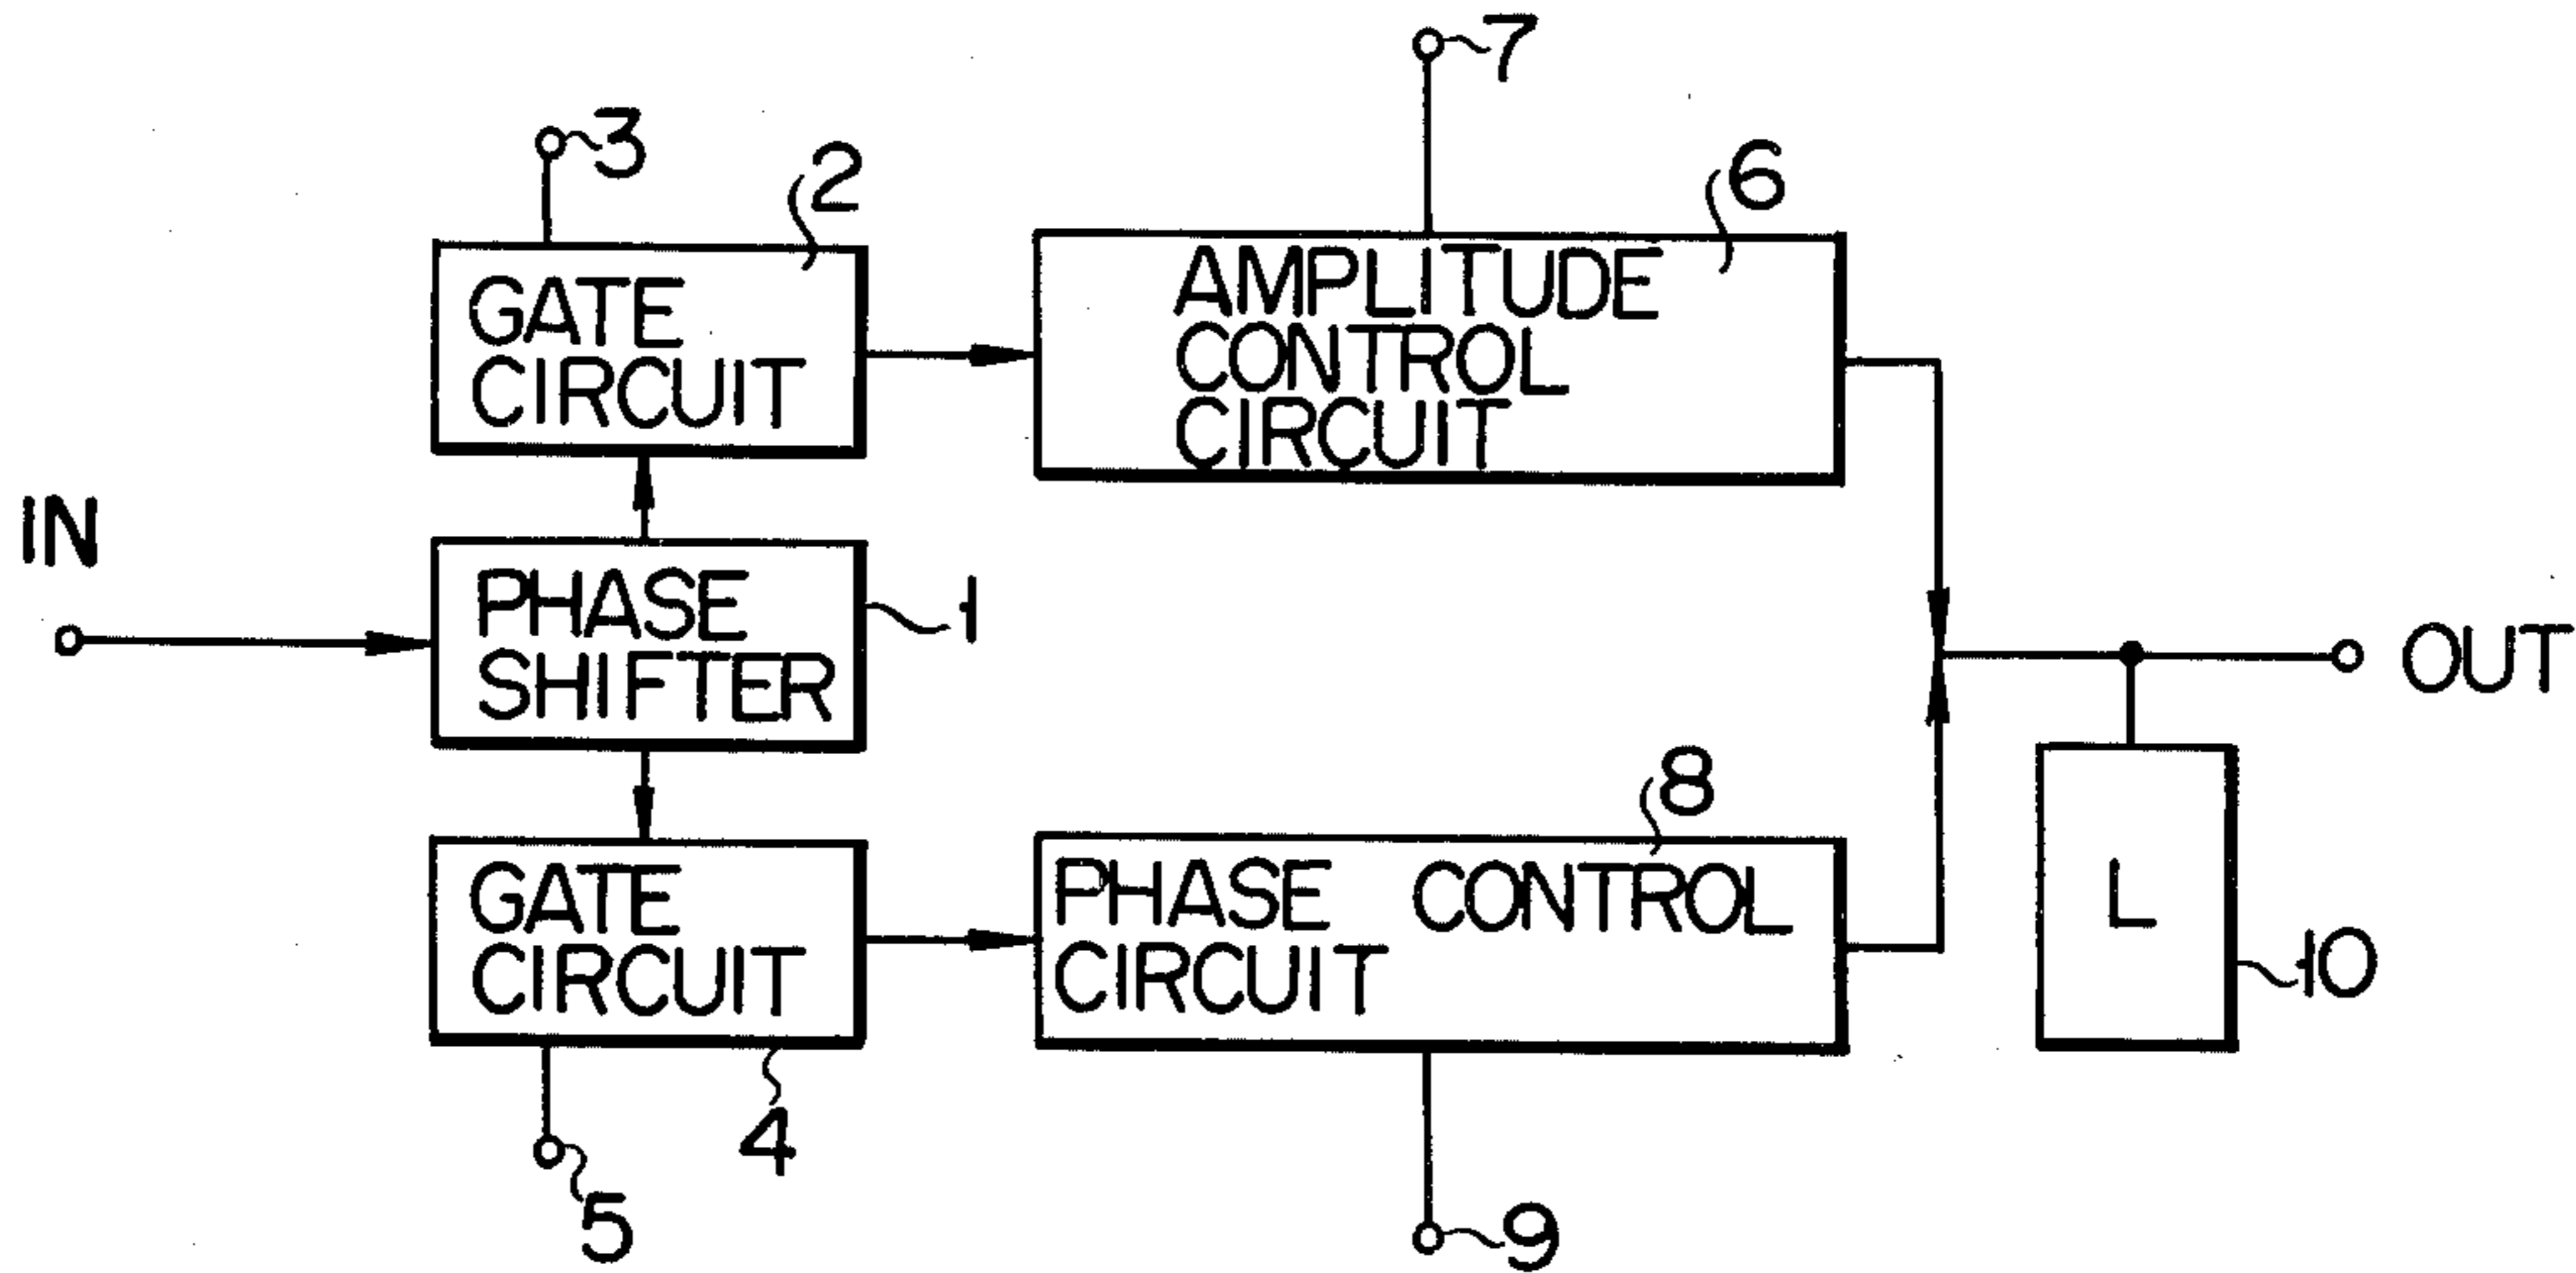 7
3
2
6
GATE
CIRCUIT
AMPLITUDE
CONTROL
CIRCUIT
IN
PHASE
SHIFTER
1
OUT
8
GATE
CIRCUIT
PHASE CONTROL
CIRCUIT
L
10
4
5
9